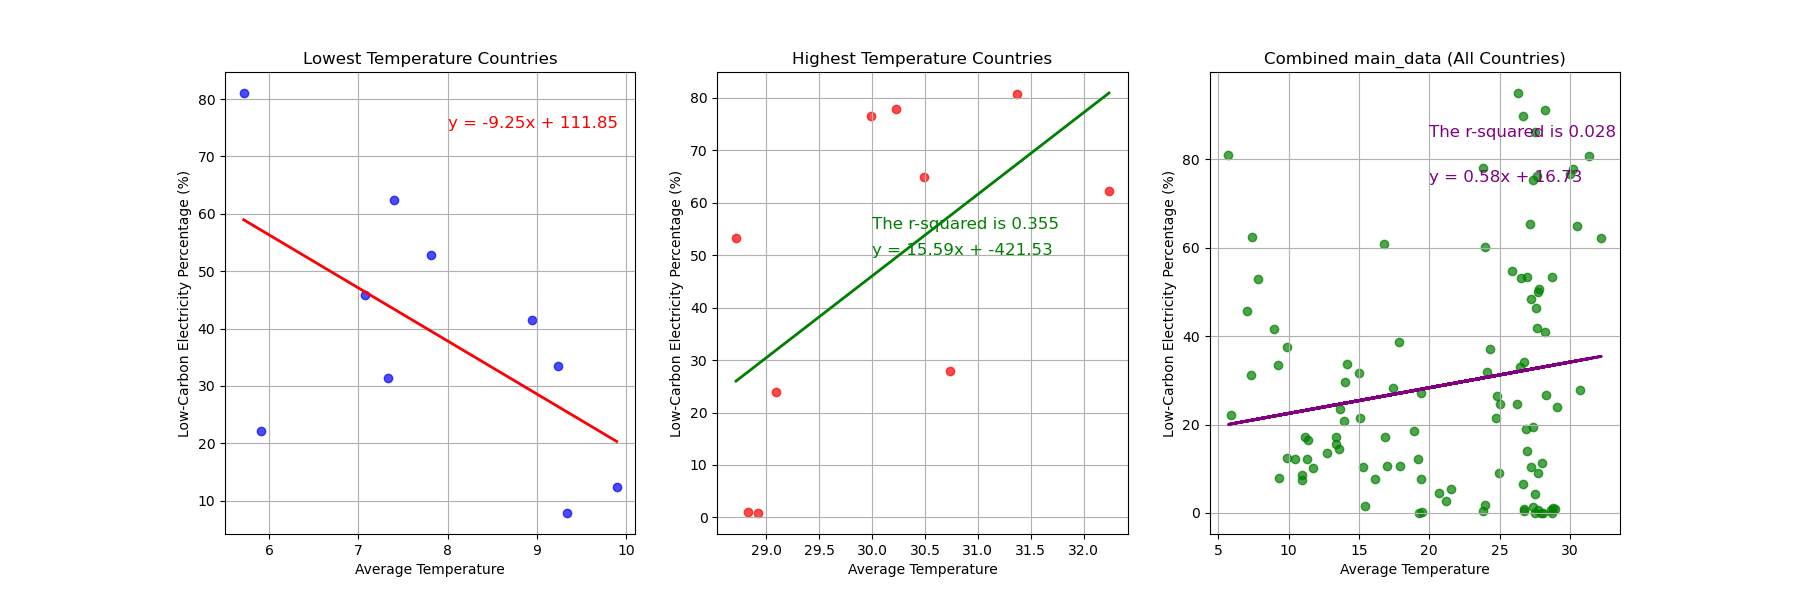 Lowest Temperature Countries
Low-Carbon Electricity Percentage (%)
80
70
60
50
40
30
20
10
y = -9.25x + 111.85
6 7 8 9 10
Average Temperature
Highest Temperature Countries
Low-Carbon Electricity Percentage (%)
80
70
60
50
40
30
20
10
0
The r-squared is 0.355
y = 15.59x + -421.53
29.0 29.5 30.0 30.5 31.0 31.5 32.0
Average Temperature
Combined main_data (All Countries)
Low-Carbon Electricity Percentage (%)
80
60
40
20
0
The r-squared is 0.028
y = 0.58x + 16.73
5 10 15 20 25 30
Average Temperature